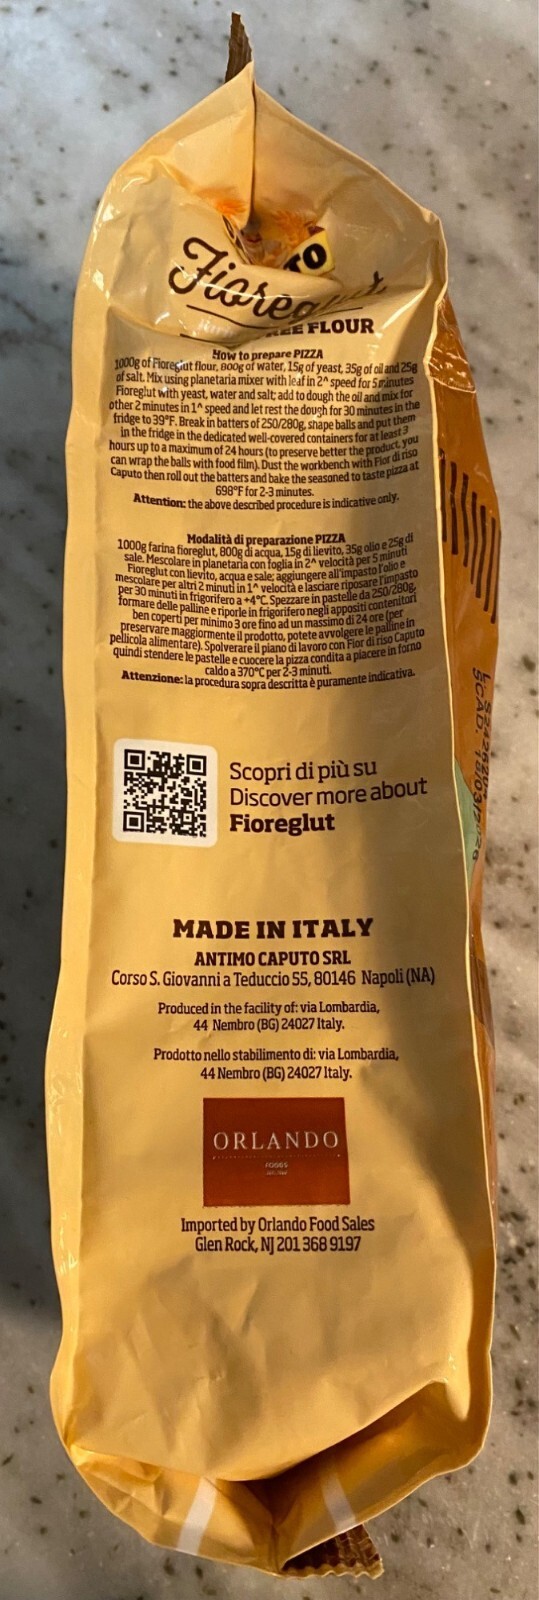 TO
Fioreglut
FREE FLOUR
How to prepare PIZZA
1000g of Fioreglut flour, 800g of water, 15g of yeast, 35g of oil and 25g
of salt. Mix using planetaria mixer with leaf in 2^ speed for 5 minutes
Fioreglut with yeast, water and salt; add to dough the oil and mix for
other 2 minutes in 1^ speed and let rest the dough for 30 minutes in the
fridge to 39°F. Break in batters of 250/280g, shape balls and put them
in the fridge in the dedicated well-covered containers for at least 3
hours up to a maximum of 24 hours (to preserve better the product, you
can wrap the balls with food film). Dust the workbench with Fior di riso
Caputo then roll out the batters and bake the seasoned to taste pizza at
698°F for 2-3 minutes.
Attention: the above described procedure is indicative only.
Modalità di preparazione PIZZA
1000g farina fioreglut, 800g di acqua, 15g di lievito, 35g olio e 25g di
sale. Mescolare in planetaria con foglia in 2^ velocità per 5 minuti
Fioreglut con lievito, acqua e sale; aggiungere all'impasto l'olio e
mescolare per altri 2 minuti in 1^ velocità e lasciare riposare l'impasto
per 30 minuti in frigorifero a +4°C. Spezzare in pastelle da 250/280g,
formare delle palline e riporle in frigorifero negli appositi contenitori
ben coperti per minimo 3 ore fino ad un massimo di 24 ore (per
preservare maggiormente il prodotto, potete avvolgere le palline in
pellicola alimentare). Spolverare il piano di lavoro con Fior di riso Caputo
quindi stendere le pastelle e cuocere la pizza condita a piacere in forno
caldo a 370°C per 2-3 minuti.
Attenzione: la procedura sopra descritta è puramente indicativa.
Scopri di più su
Discover more about
Fioreglut
MADE IN ITALY
ANTIMO CAPUTO SRL
Corso S. Giovanni a Teduccio 55, 80146 Napoli (NA)
Produced in the facility of: via Lombardia,
44 Nembro (BG) 24027 Italy.
Prodotto nello stabilimento di: via Lombardia,
44 Nembro (BG) 24027 Italy.
ORLANDO
FOODS
Imported by Orlando Food Sales
Glen Rock, NJ 201 368 9197
SCAD. 18/03/2026